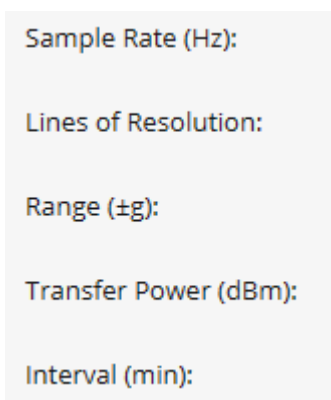 Sample Rate (Hz):
Lines of Resolution:
Range (±g):
Transfer Power (dBm):
Interval (min):